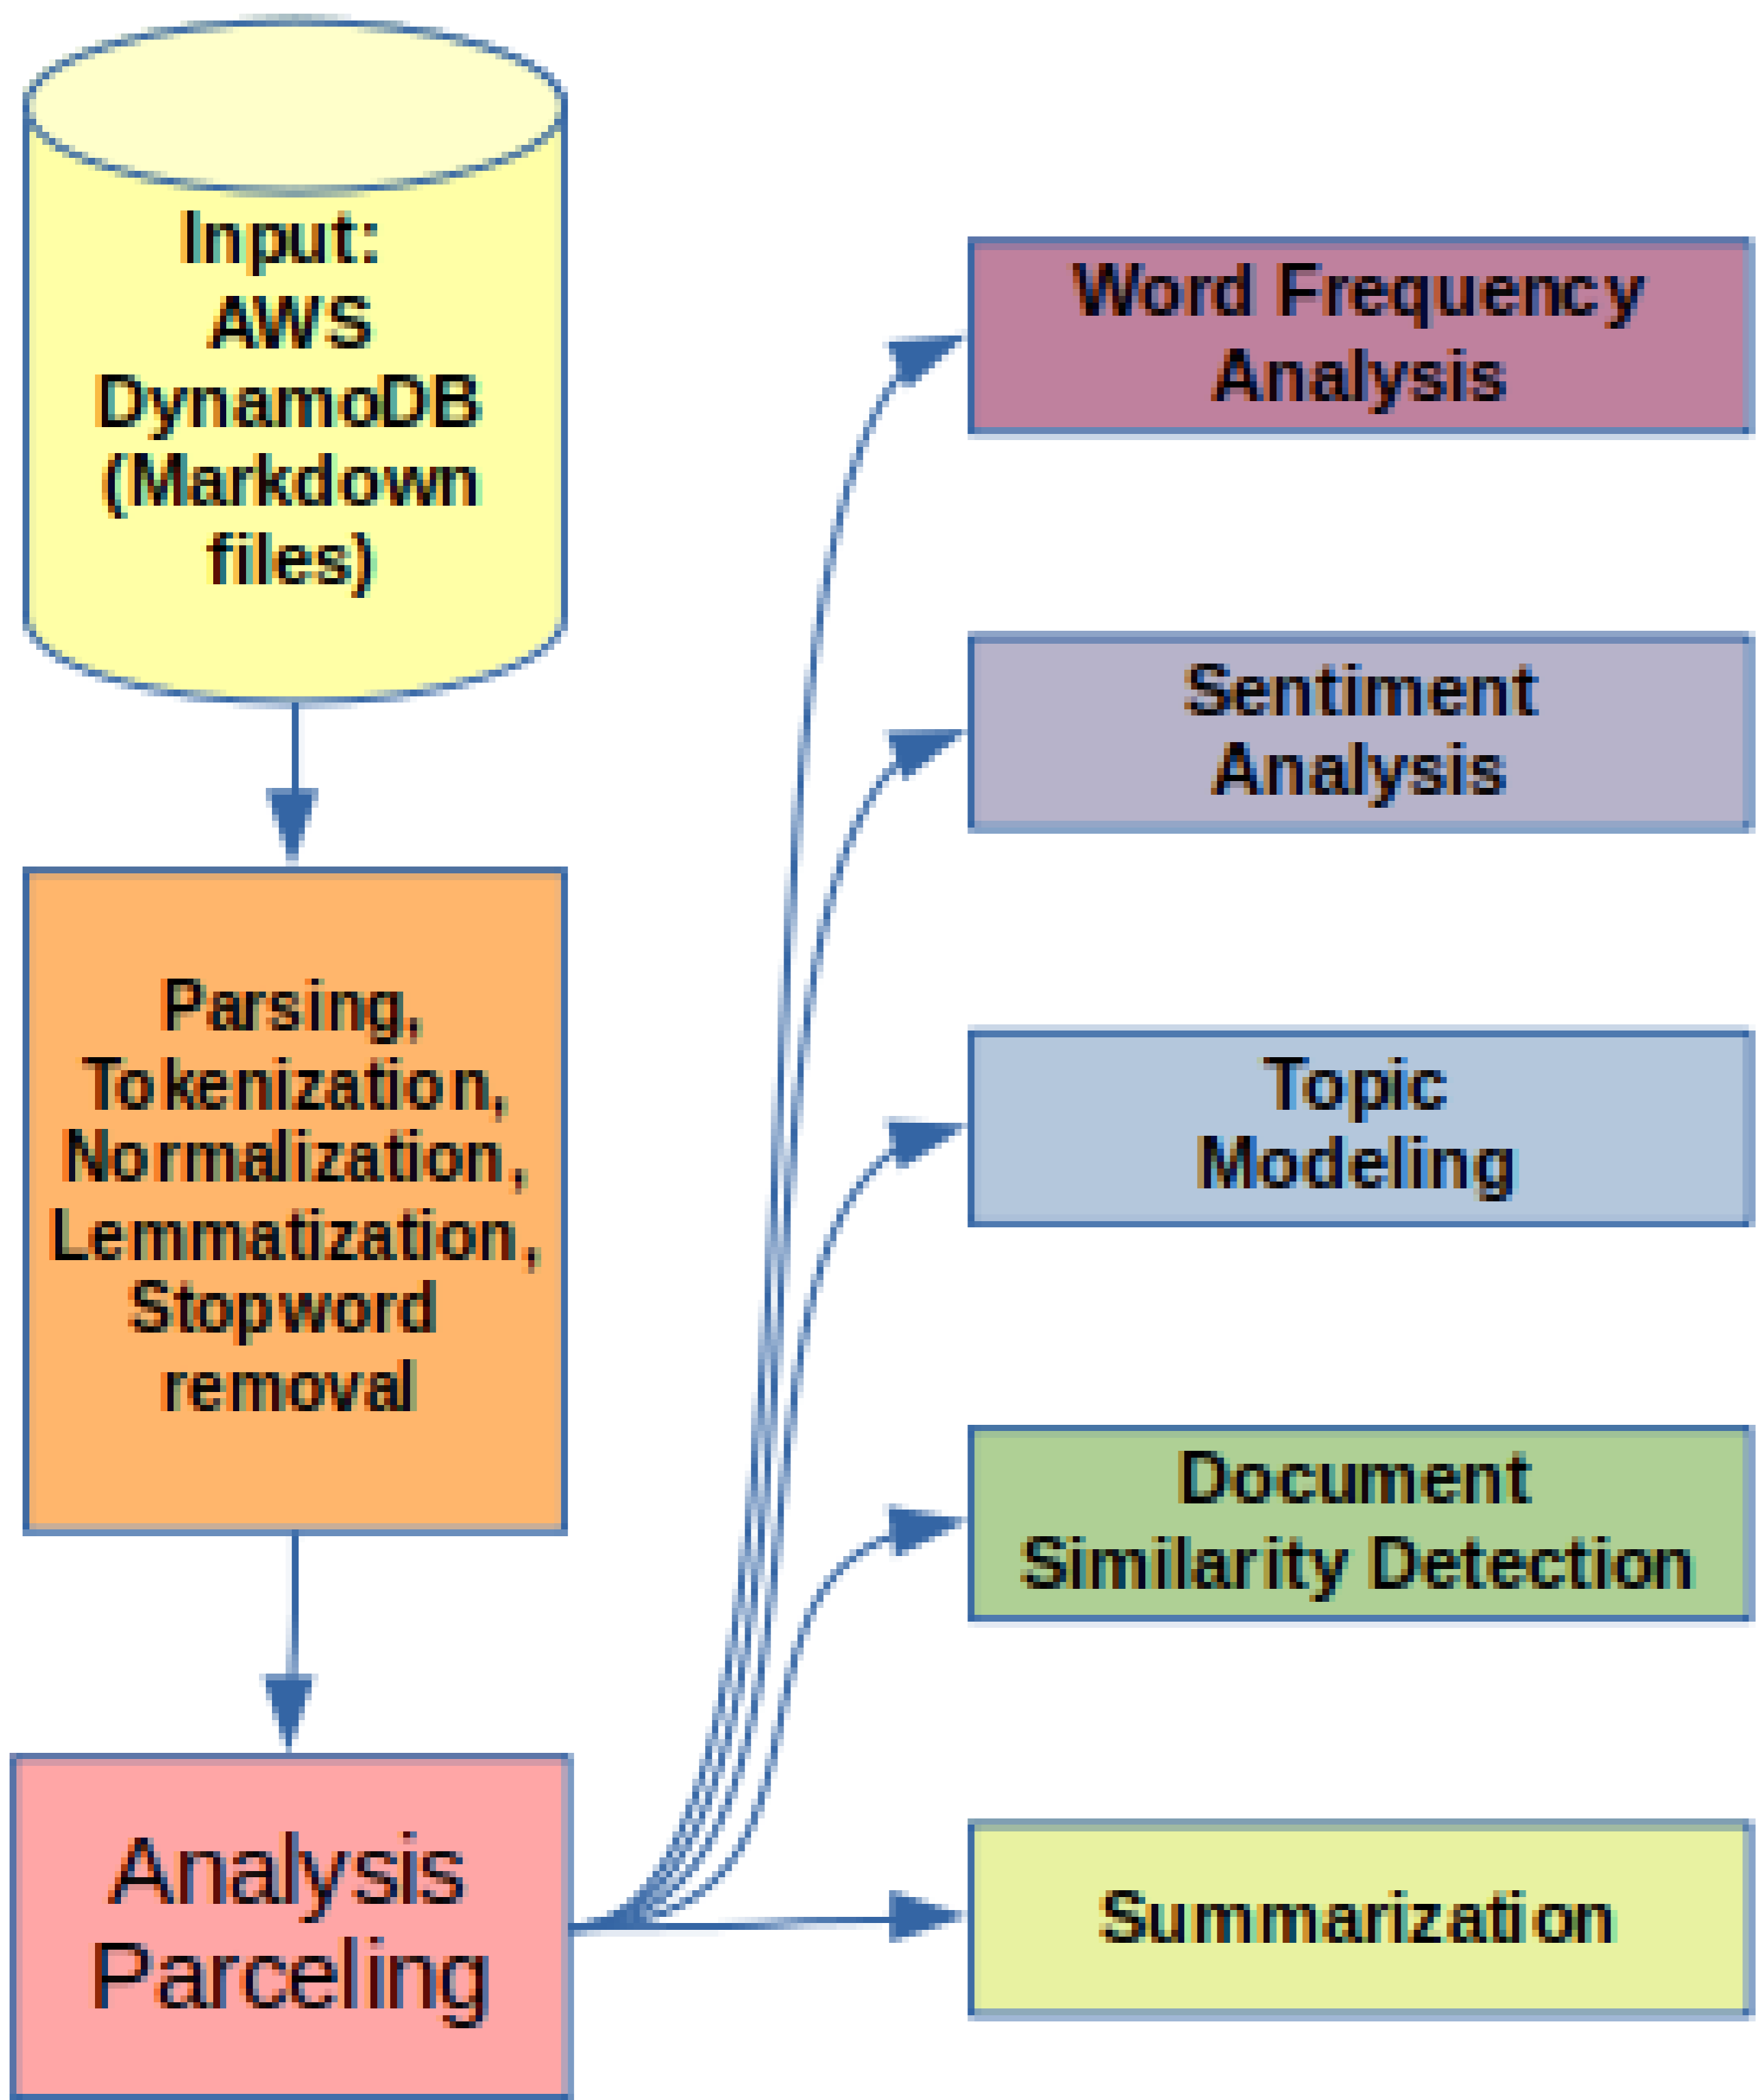 Input:
AWS
DynamoDB
(Markdown
files)
Parsing,
Tokenization,
Normalization,
Lemmatization,
Stopword
removal
Analysis
Parceling
Word Frequency
Analysis
Sentiment
Analysis
Topic
Modeling
Document
Similarity Detection
Summarization